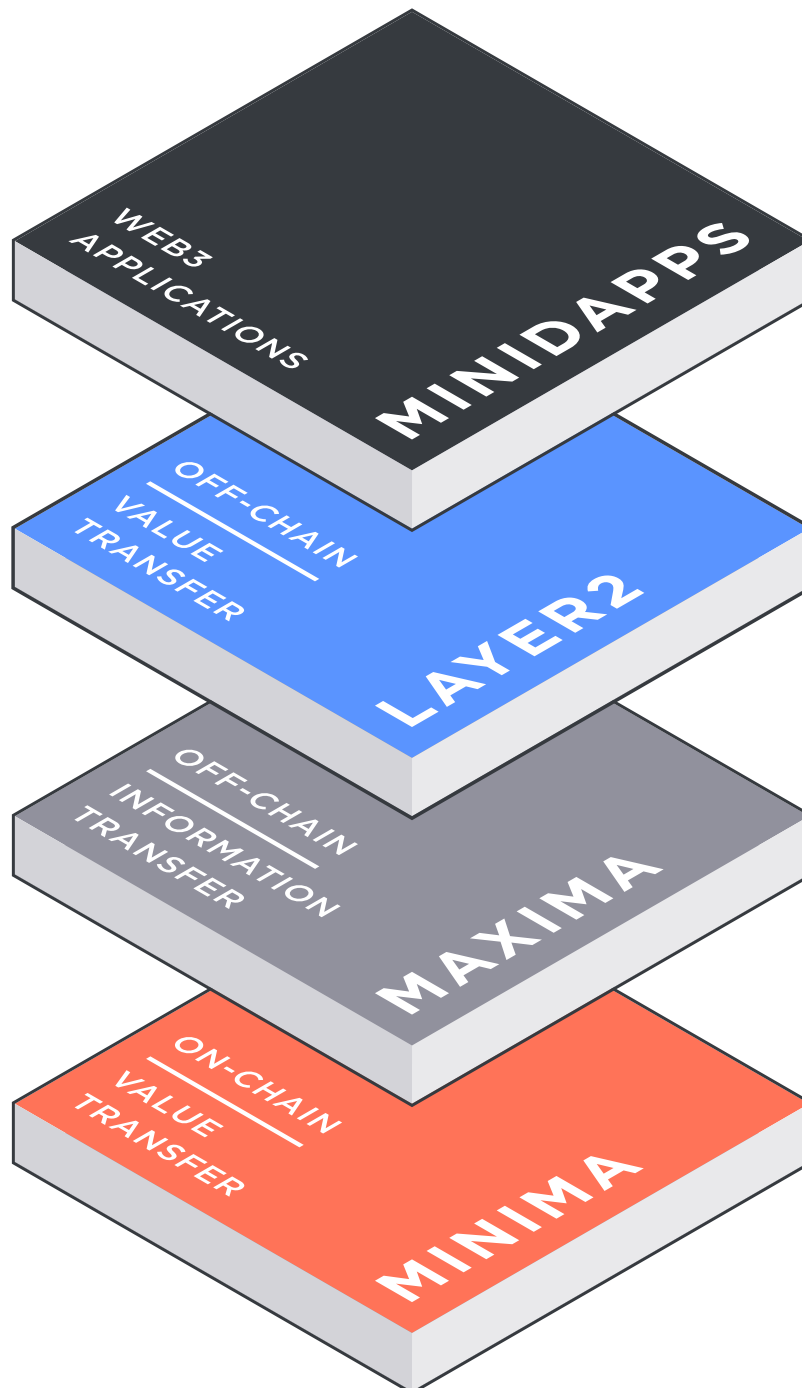 WEB3
APPLICATIONS
MINIDAPPS
OFF-CHAIN
VALUE
TRANSFER
LAYER2
OFF-CHAIN
INFORMATION
TRANSFER
MAXIMA
ON-CHAIN
VALUE
TRANSFER
MINIMA